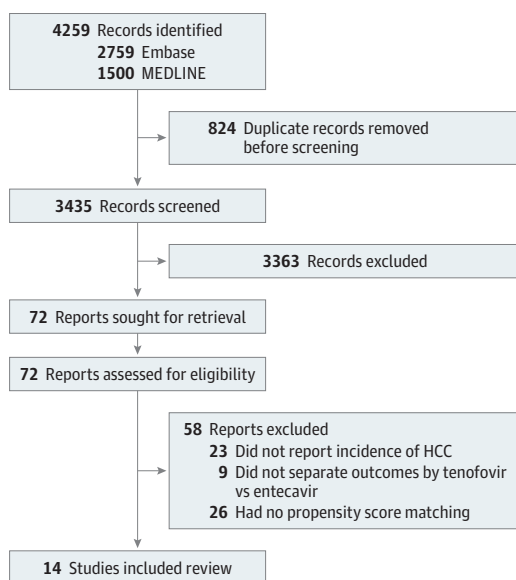 4259 Records identified
2759 Embase
1500 MEDLINE
824 Duplicate records removed
before screening
3435 Records screened
3363 Records excluded
72 Reports sought for retrieval
72 Reports assessed for eligibility
58 Reports excluded
23 Did not report incidence of HCC
9 Did not separate outcomes by tenofovir
vs entecavir
26 Had no propensity score matching
14 Studies included review